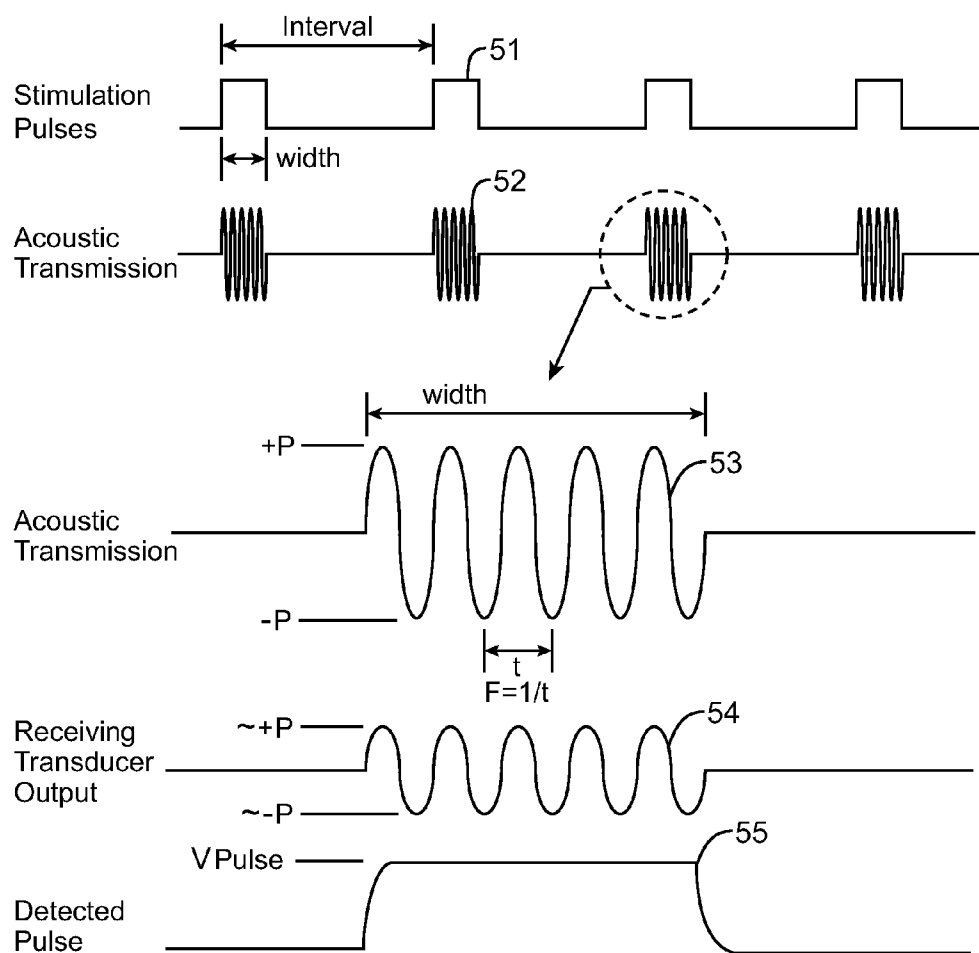 Interval
51
Stimulation
Pulses
width
52
Acoustic
Transmission
width
+P
53
Acoustic
Transmission
-P
t
F=1/t
Receiving
Transducer
Output
~+P
54
~-P
55
V Pulse
Detected
Pulse